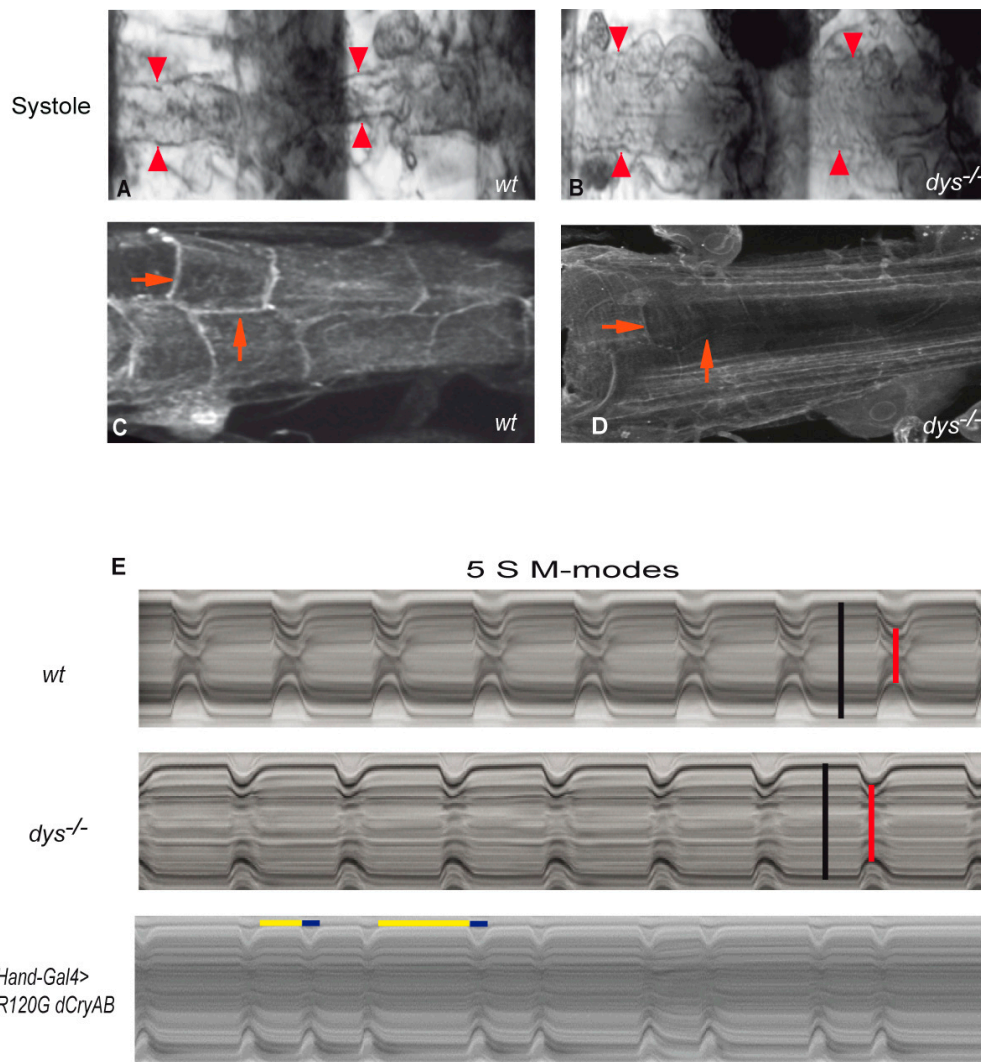 Systole
A
wt
B
dys-/-
C
wt
D
dys-/-
E
5 S M-modes
wt
dys-/-
Hand-Gal4>
R120G dCryAB